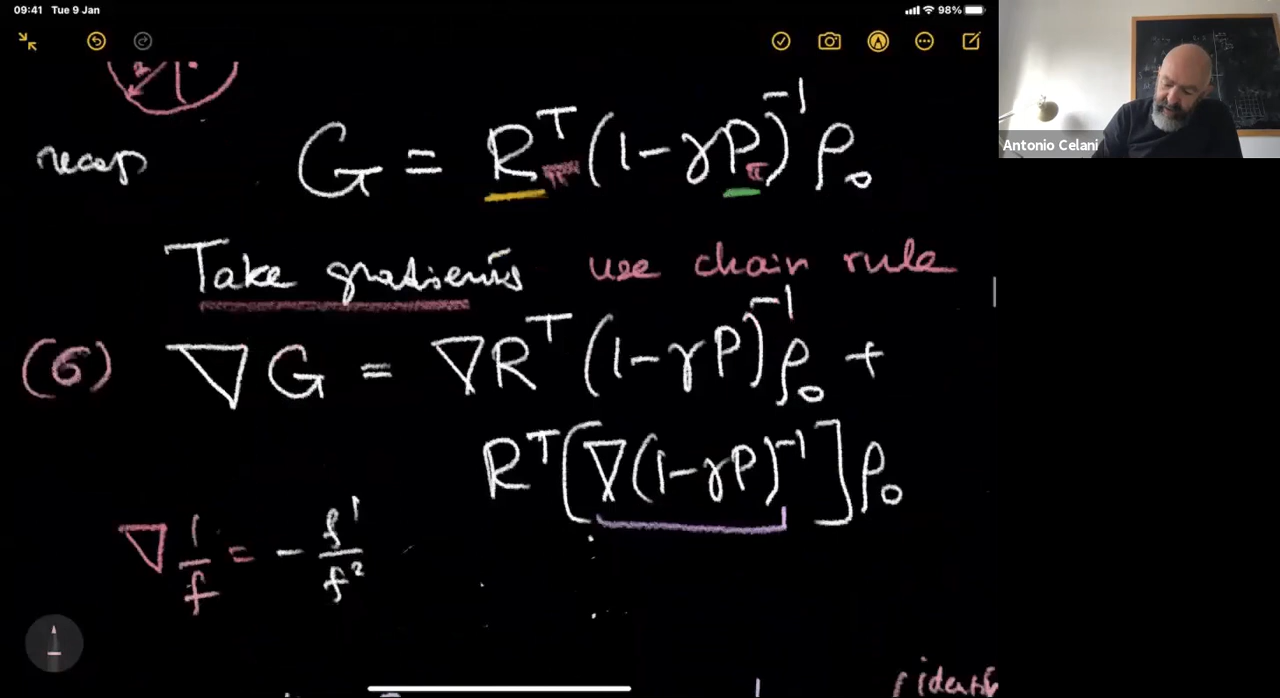 09:41 Tue 9 Jan
98%
Antonio Celani
recap G = R^T_π (1-γP_π)^-1 ρ_0
Take gradients use chain rule
(6) ∇G = ∇R^T (1-γP)^-1 ρ_0 +
R^T [∇(1-γP)^-1] ρ_0
∇ 1/f = - f'/f²